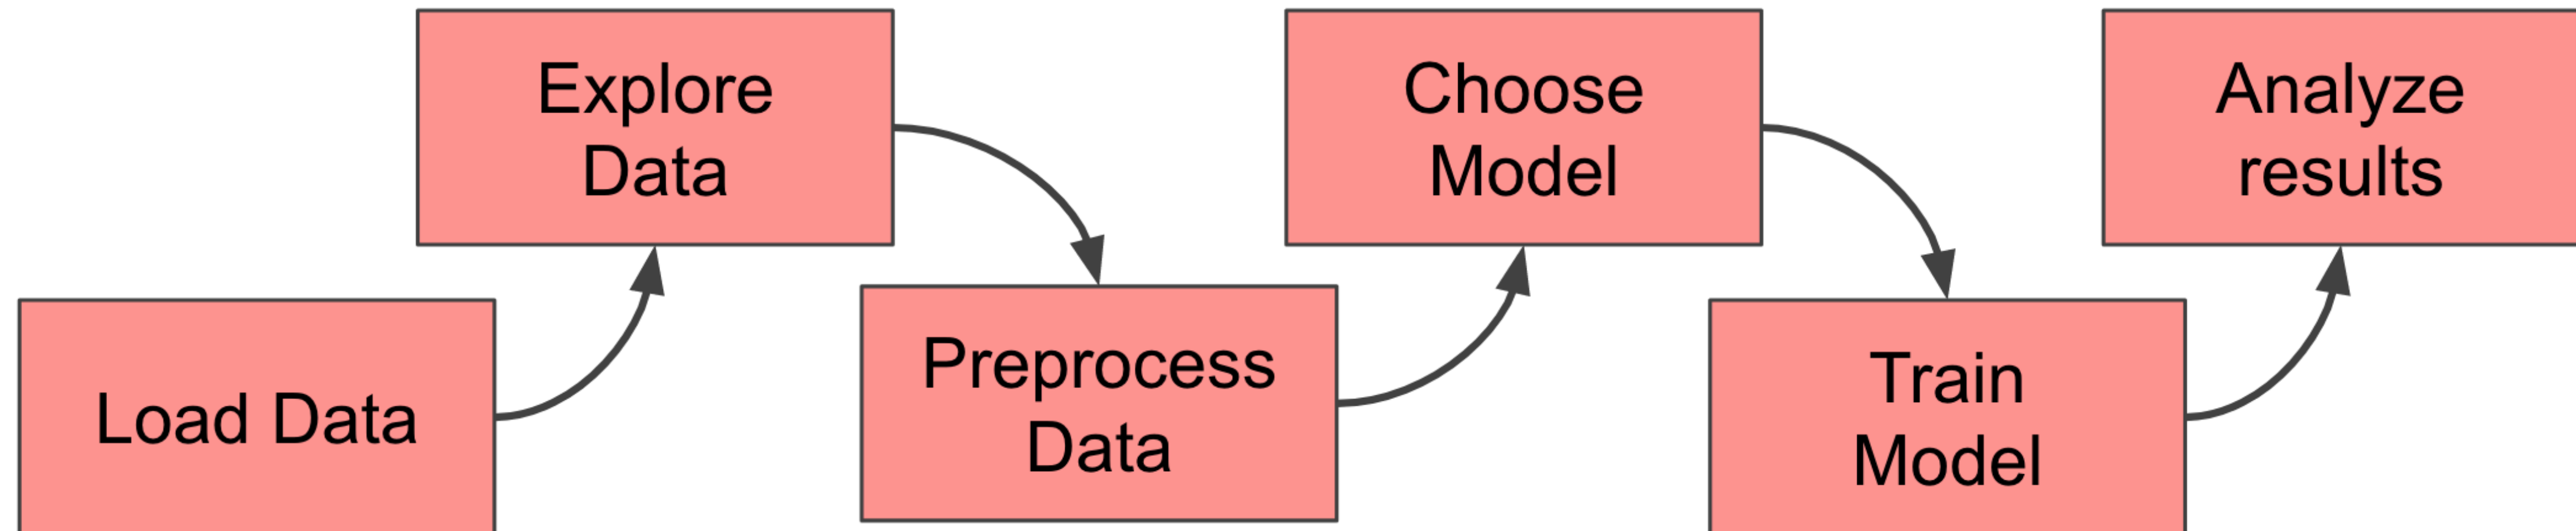 Load Data
Explore
Data
Preprocess
Data
Choose
Model
Train
Model
Analyze
results